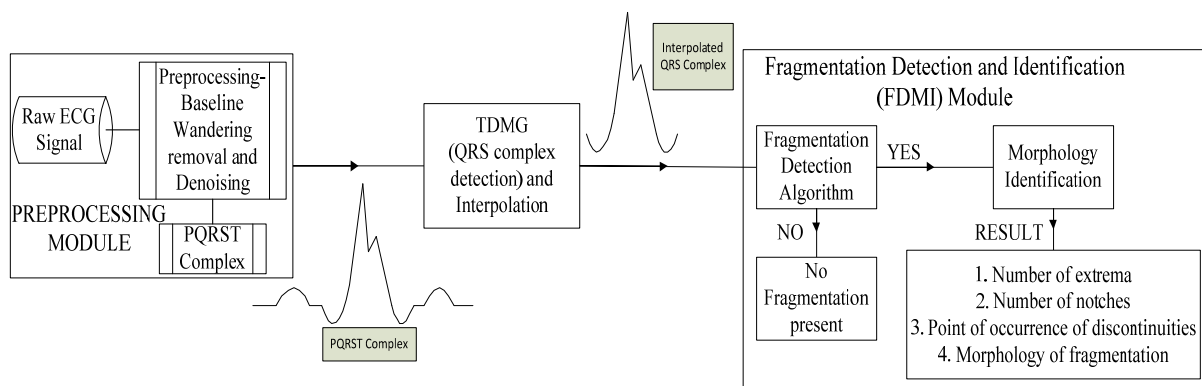 Raw ECG
Signal
Preprocessing-
Baseline
Wandering
removal and
Denoising
PREPROCESSING
MODULE
PQRST
Complex
PQRST Complex
TDMG
(QRS complex
detection) and
Interpolation
Interpolated
QRS Complex
Fragmentation Detection and Identification
(FDMI) Module
Fragmentation
Detection
Algorithm
YES
Morphology
Identification
NO
RESULT
No
Fragmentation
present
1. Number of extrema
2. Number of notches
3. Point of occurrence of discontinuities
4. Morphology of fragmentation